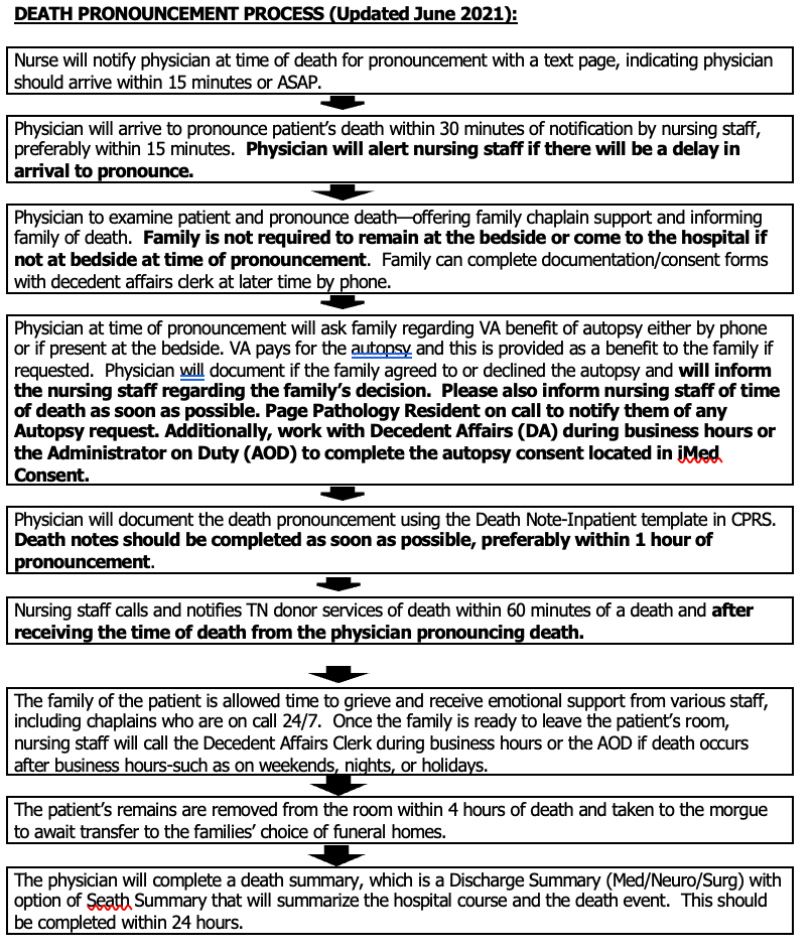 DEATH PRONOUNCEMENT PROCESS (Updated June 2021):
Nurse will notify physician at time of death for pronouncement with a text page, indicating physician
should arrive within 15 minutes or ASAP.
Physician will arrive to pronounce patient's death within 30 minutes of notification by nursing staff,
preferably within 15 minutes.  Physician will alert nursing staff if there will be a delay in
arrival to pronounce.
Physician to examine patient and pronounce death—offering family chaplain support and informing
family of death.  Family is not required to remain at the bedside or come to the hospital if
not at bedside at time of pronouncement.  Family can complete documentation/consent forms
with decedent affairs clerk at later time by phone.
Physician at time of pronouncement will ask family regarding VA benefit of autopsy either by phone
or if present at the bedside. VA pays for the autopsy and this is provided as a benefit to the family if
requested.  Physician will document if the family agreed to or declined the autopsy and will inform
the nursing staff regarding the family's decision.  Please also inform nursing staff of time
of death as soon as possible. Page Pathology Resident on call to notify them of any
Autopsy request. Additionally, work with Decedent Affairs (DA) during business hours or
the Administrator on Duty (AOD) to complete the autopsy consent located in iMed
Consent.
Physician will document the death pronouncement using the Death Note-Inpatient template in CPRS.
Death notes should be completed as soon as possible, preferably within 1 hour of
pronouncement.
Nursing staff calls and notifies TN donor services of death within 60 minutes of a death and after
receiving the time of death from the physician pronouncing death.
The family of the patient is allowed time to grieve and receive emotional support from various staff,
including chaplains who are on call 24/7.  Once the family is ready to leave the patient's room,
nursing staff will call the Decedent Affairs Clerk during business hours or the AOD if death occurs
after business hours-such as on weekends, nights, or holidays.
The patient's remains are removed from the room within 4 hours of death and taken to the morgue
to await transfer to the families' choice of funeral homes.
The physician will complete a death summary, which is a Discharge Summary (Med/Neuro/Surg) with
option of Seath Summary that will summarize the hospital course and the death event.  This should
be completed within 24 hours.